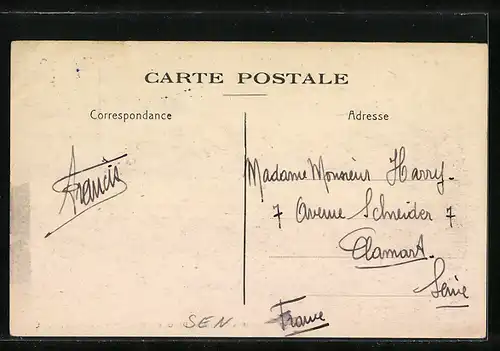 CARTE POSTALE
Correspondance
Adresse
Francis
Madame Monsieur Harry.
7 Avenue Schneider 7
Clamart.
Seine
France
SEN.